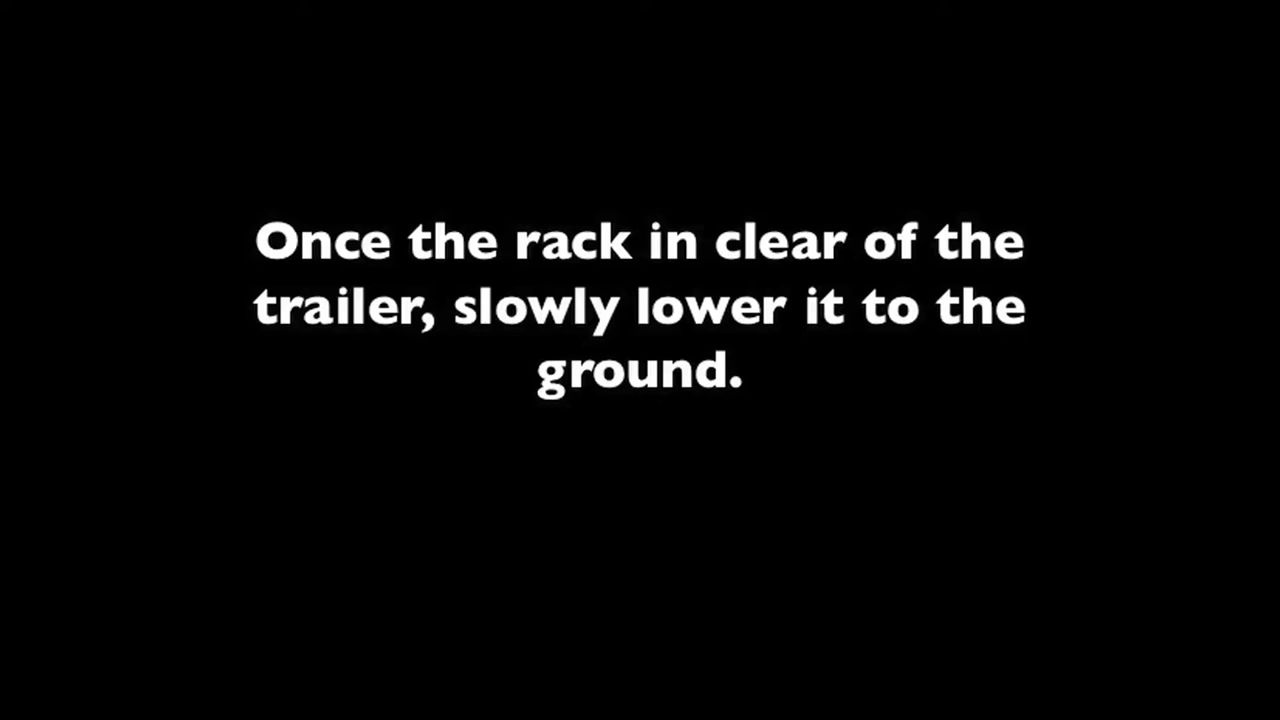 Once the rack in clear of the
trailer, slowly lower it to the
ground.